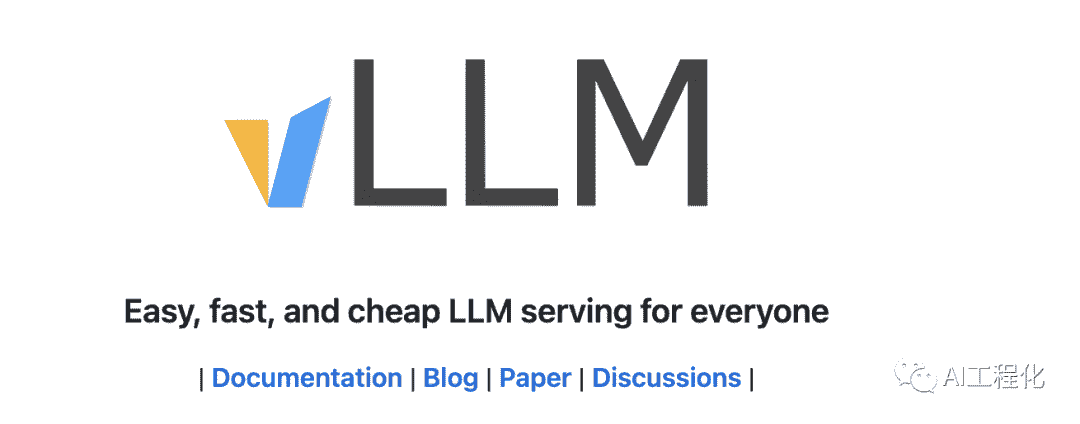 vLLM
Easy, fast, and cheap LLM serving for everyone
| Documentation | Blog | Paper | Discussions |
AI工程化